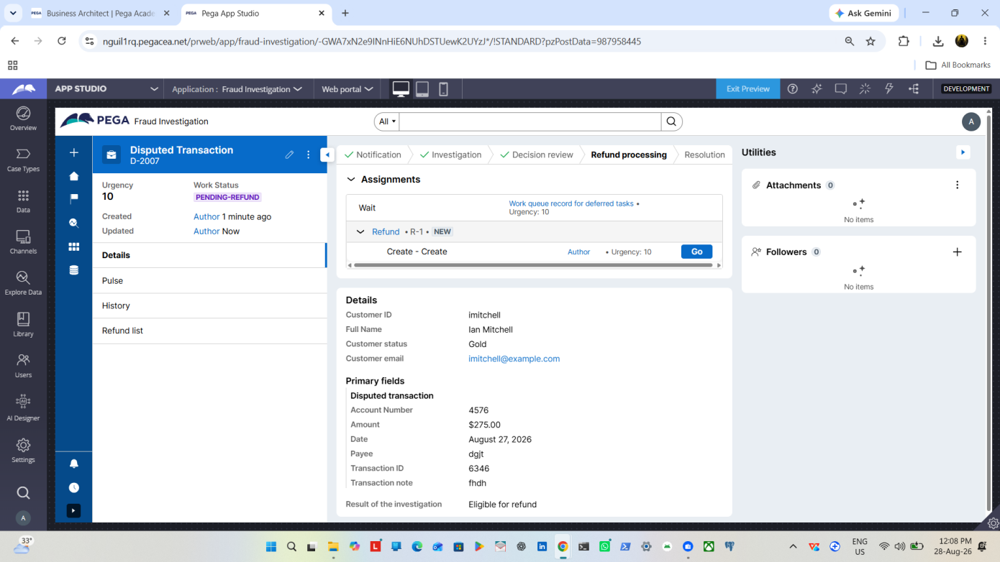 Business Architect | Pega Acade
Pega App Studio
Ask Gemini
nguil1rq.pegacea.net/prweb/app/fraud-investigation/-GWA7xN2e9INnHiE6NUhDSTUewK2UYzJ*/!STANDARD?pzPostData=987958445
All Bookmarks
APP STUDIO
Application : Fraud Investigation
Web portal
Exit Preview
DEVELOPMENT
Overview
Case Types
Data
Channels
Explore Data
Library
Users
AI Designer
Settings
A
PEGA Fraud Investigation
All
A
Disputed Transaction
D-2007
Urgency
10
Work Status
PENDING-REFUND
Created
Author 1 minute ago
Updated
Author Now
Details
Pulse
History
Refund list
Notification
Investigation
Decision review
Refund processing
Resolution
Assignments
Wait
Work queue record for deferred tasks •
Urgency: 10
Refund • R-1 • NEW
Create - Create
Author
• Urgency: 10
Go
Details
Customer ID imitchell
Full Name Ian Mitchell
Customer status Gold
Customer email imitchell@example.com
Primary fields
Disputed transaction
Account Number 4576
Amount $275.00
Date August 27, 2026
Payee dgjt
Transaction ID 6346
Transaction note fhdh
Result of the investigation Eligible for refund
Utilities
Attachments 0
No items
Followers 0
No items
33°
ENG
US
12:08 PM
28-Aug-26